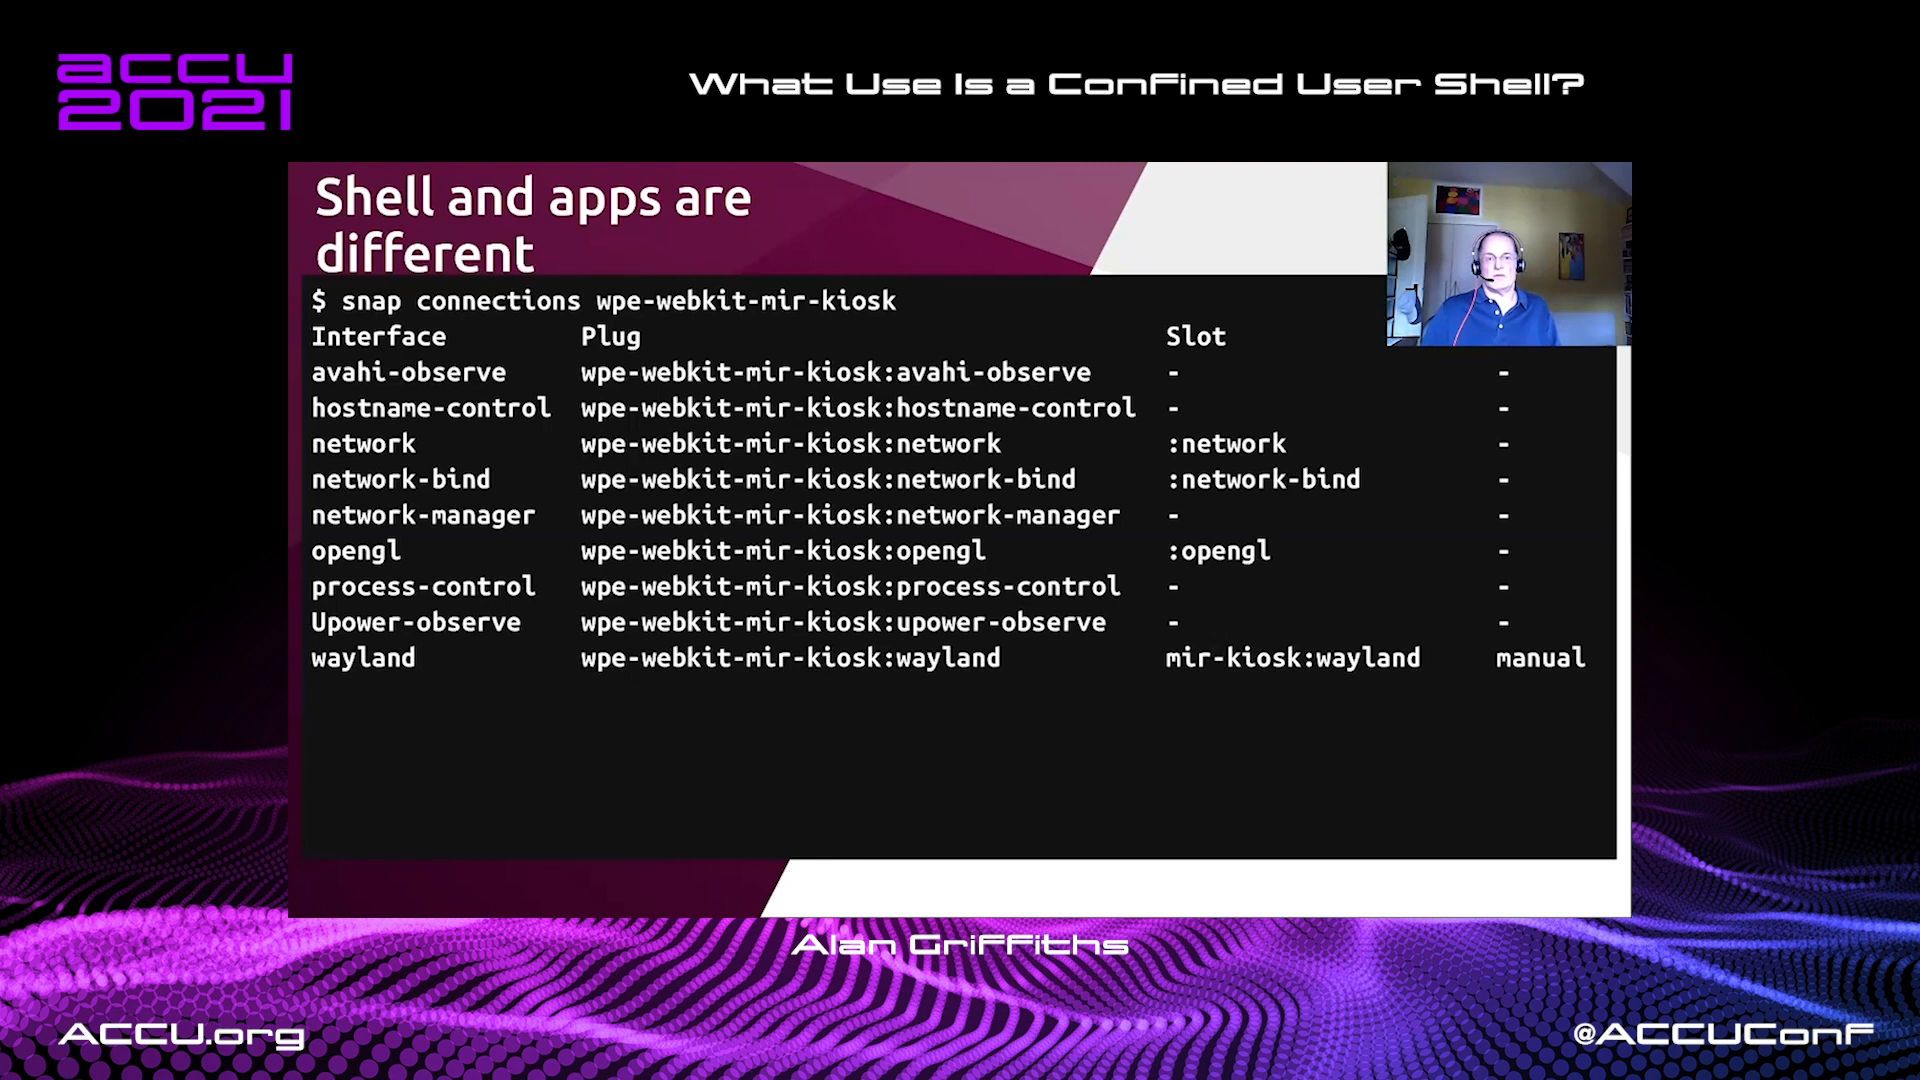 accu
2021
What Use Is a Confined User Shell?
Shell and apps are
different
$ snap connections wpe-webkit-mir-kiosk
Interface Plug Slot
avahi-observe wpe-webkit-mir-kiosk:avahi-observe - -
hostname-control wpe-webkit-mir-kiosk:hostname-control - -
network wpe-webkit-mir-kiosk:network :network -
network-bind wpe-webkit-mir-kiosk:network-bind :network-bind -
network-manager wpe-webkit-mir-kiosk:network-manager - -
opengl wpe-webkit-mir-kiosk:opengl :opengl -
process-control wpe-webkit-mir-kiosk:process-control - -
Upower-observe wpe-webkit-mir-kiosk:upower-observe - -
wayland wpe-webkit-mir-kiosk:wayland mir-kiosk:wayland manual
Alan Griffiths
ACCU.org
@ACCUConf